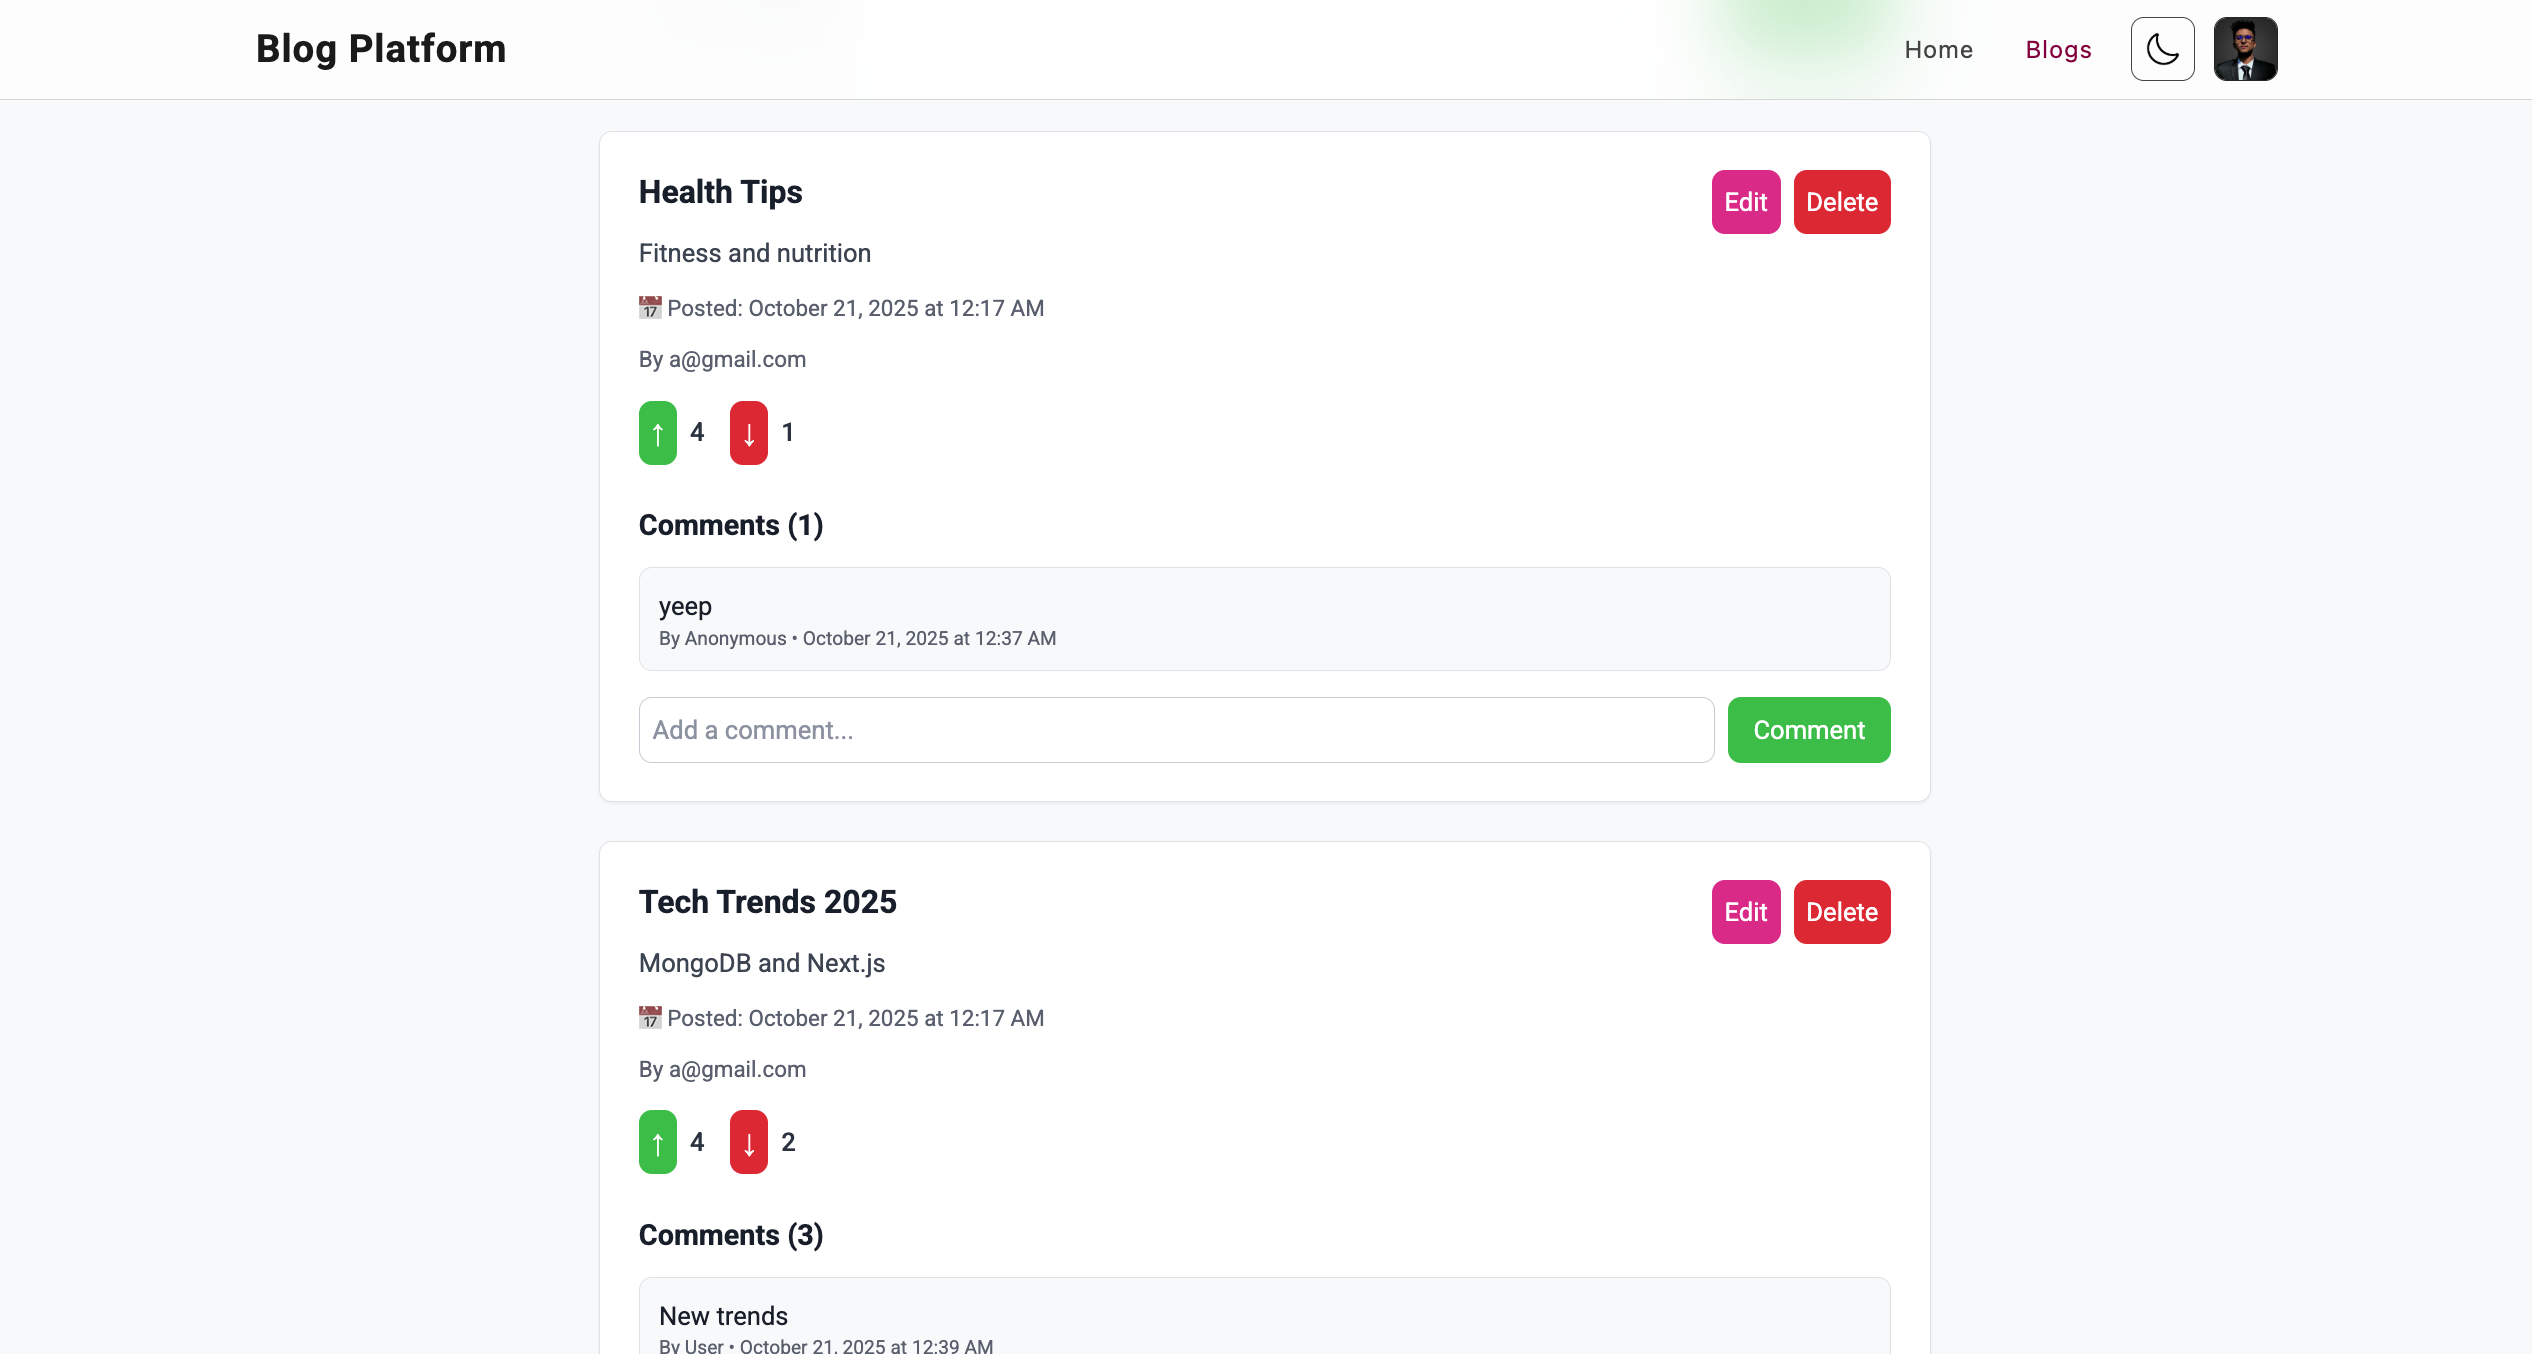 Blog Platform
Home
Blogs
Health Tips
Edit
Delete
Fitness and nutrition
17 Posted: October 21, 2025 at 12:17 AM
By a@gmail.com
↑ 4 ↓ 1
Comments (1)
yeep
By Anonymous • October 21, 2025 at 12:37 AM
Add a comment...
Comment
Tech Trends 2025
Edit
Delete
MongoDB and Next.js
17 Posted: October 21, 2025 at 12:17 AM
By a@gmail.com
↑ 4 ↓ 2
Comments (3)
New trends
By User • October 21, 2025 at 12:39 AM